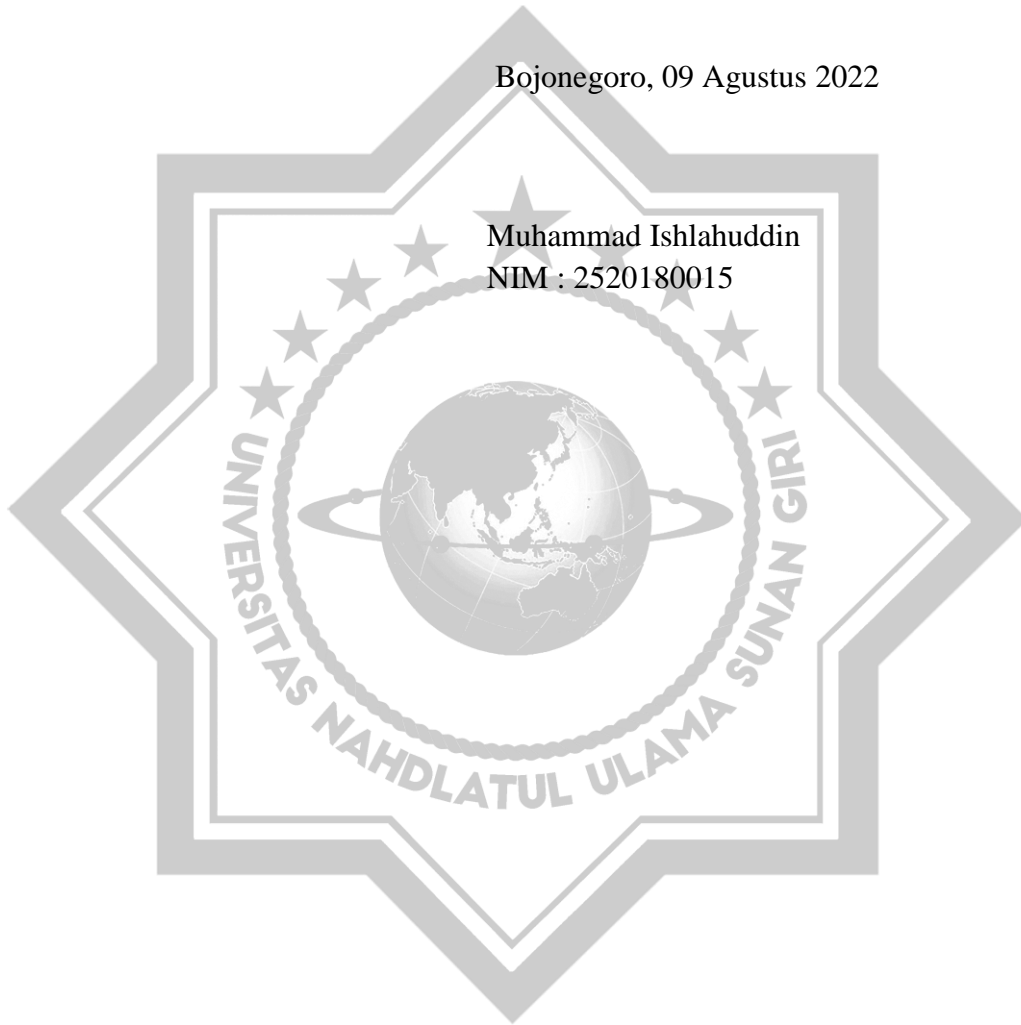 Bojonegoro, 09 Agustus 2022
Muhammad Ishlahuddin
NIM : 2520180015
UNIVERSITAS NAHDLATUL ULAMA SUNAN GIRI